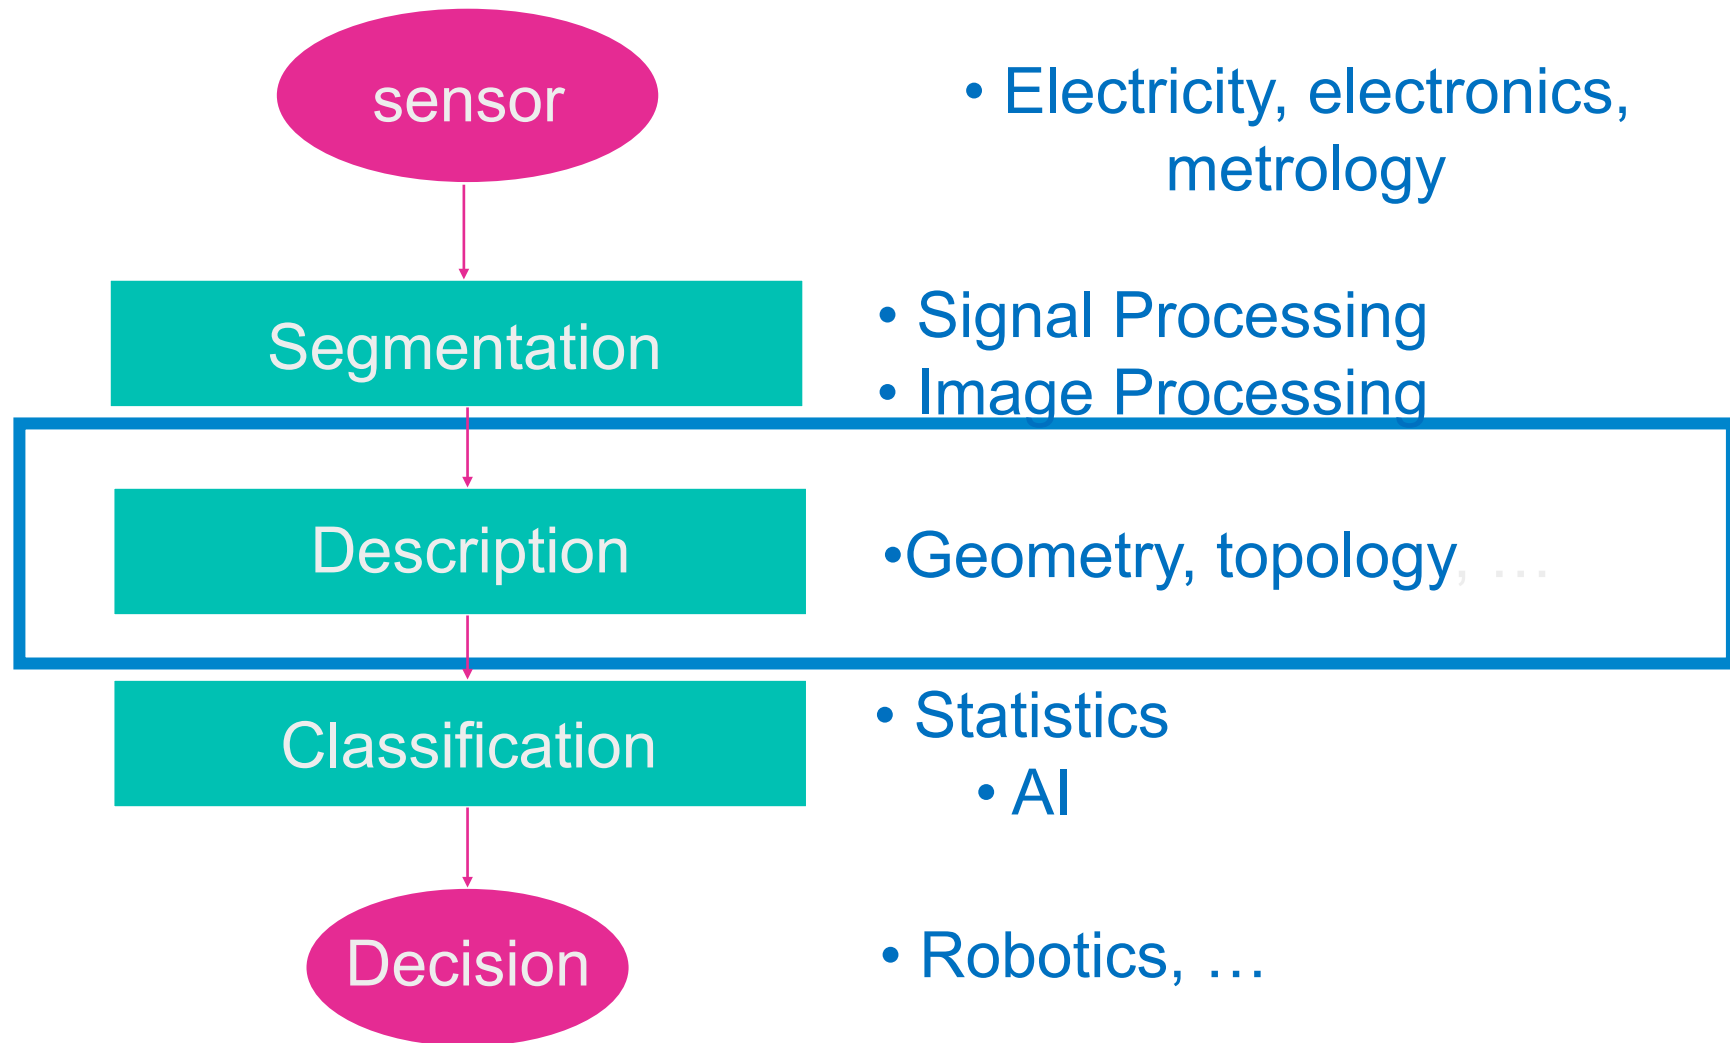 sensor
• Electricity, electronics,
metrology
Segmentation
• Signal Processing
• Image Processing
Description
•Geometry, topology, …
Classification
• Statistics
• AI
Decision
• Robotics, …